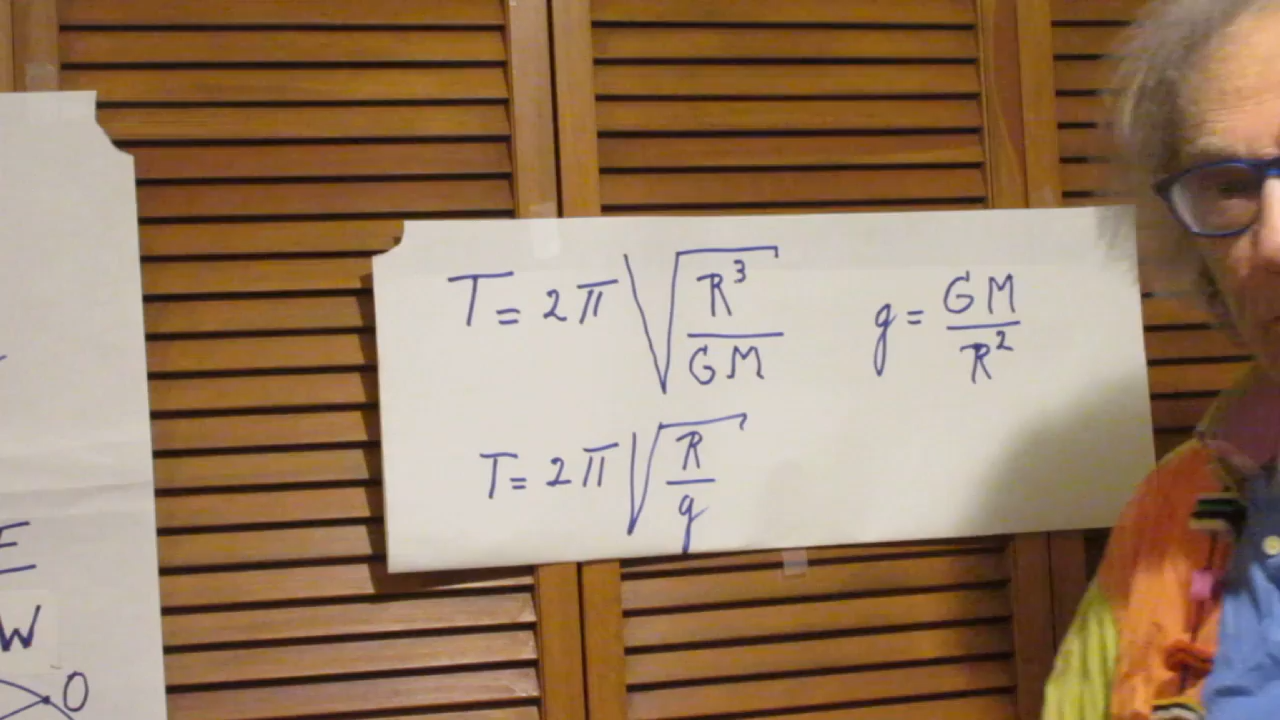 E
W
O
T = 2π √(R³/GM) g = GM/R²
T = 2π √(R/g)